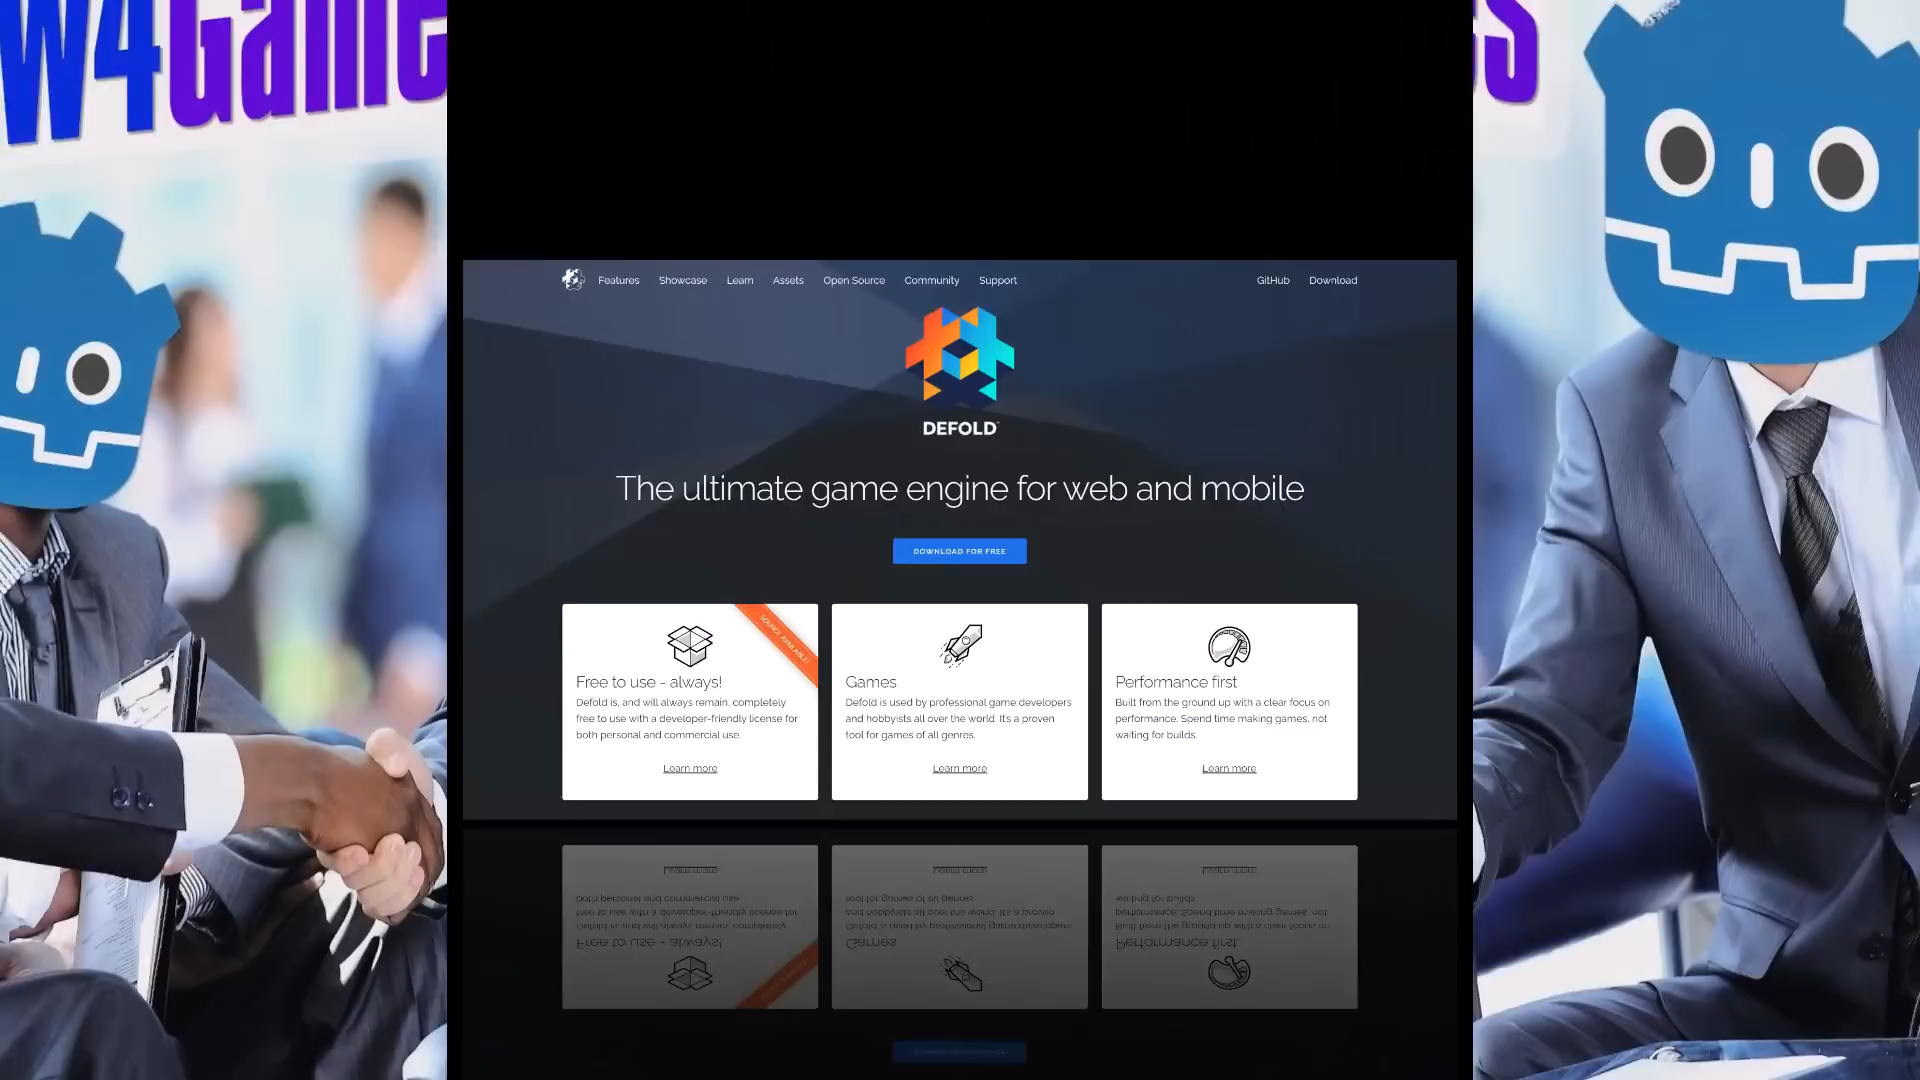 W4Game
es
Features Showcase Learn Assets Open Source Community Support GitHub Download
DEFOLD
The ultimate game engine for web and mobile
DOWNLOAD FOR FREE
SOURCE AVAILABLE!
Free to use - always!
Defold is, and will always remain, completely
free to use with a developer-friendly license for
both personal and commercial use.
Learn more
Games
Defold is used by professional game developers
and hobbyists all over the world. It's a proven
tool for games of all genres.
Learn more
Performance first
Built from the ground up with a clear focus on
performance. Spend time making games, not
waiting for builds.
Learn more